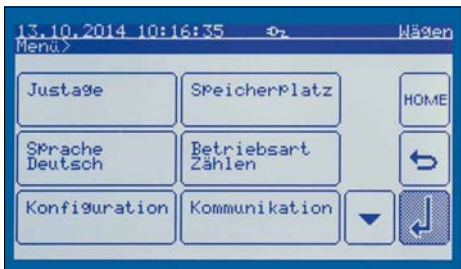 13.10.2014 10:16:35 Wägen
Menü>
Justage
Speicherplatz
HOME
Sprache
Deutsch
Betriebsart
Zählen
Konfiguration
Kommunikation